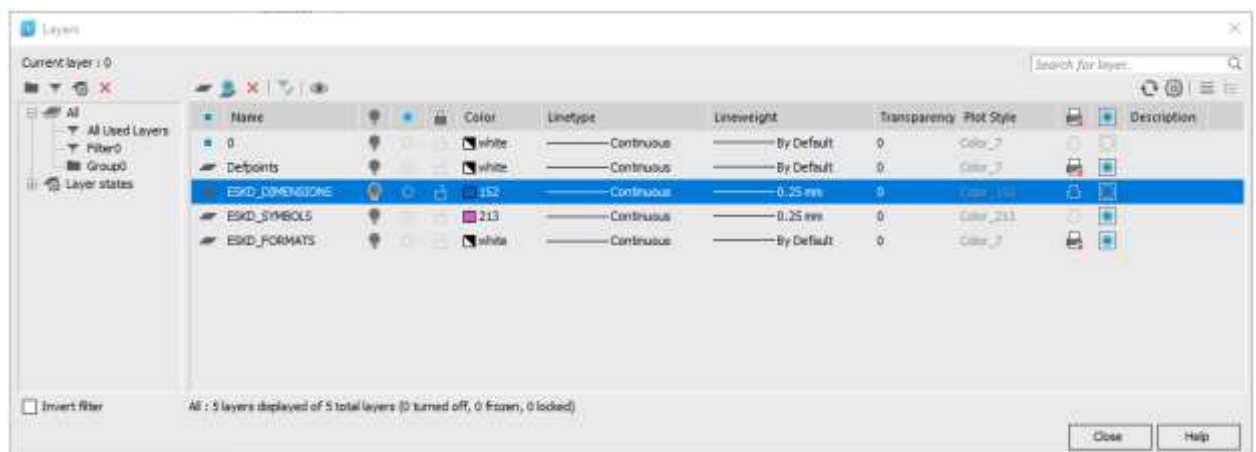 Layers
Current layer : 0
Search for layer.
All
All Used Layers
Filter0
Group0
Layer states
Name Color Linetype Lineweight Transparency Plot Style Description
0 white Continuous By Default 0 Color_7
Defpoints white Continuous By Default 0 Color_7
ESKD_DIMENSIONS 152 Continuous 0.25 mm 0 Color_152
ESKD_SYMBOLS 213 Continuous 0.25 mm 0 Color_213
ESKD_FORMATS white Continuous By Default 0 Color_7
Invert filter
All : 5 layers displayed of 5 total layers (0 turned off, 0 frozen, 0 locked)
Close Help